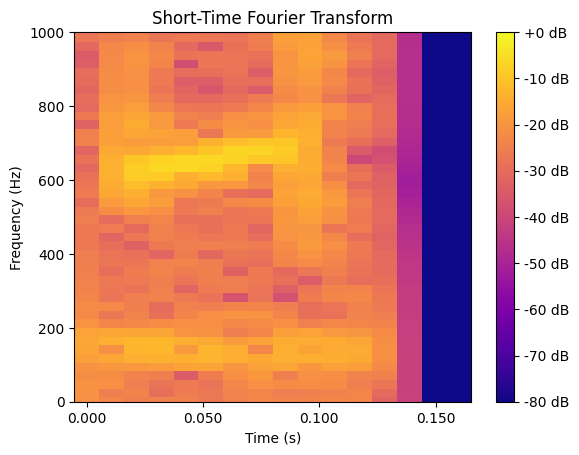 Short-Time Fourier Transform
1000
800
600
400
200
0
Frequency (Hz)
0.000
0.050
0.100
0.150
Time (s)
+0 dB
-10 dB
-20 dB
-30 dB
-40 dB
-50 dB
-60 dB
-70 dB
-80 dB